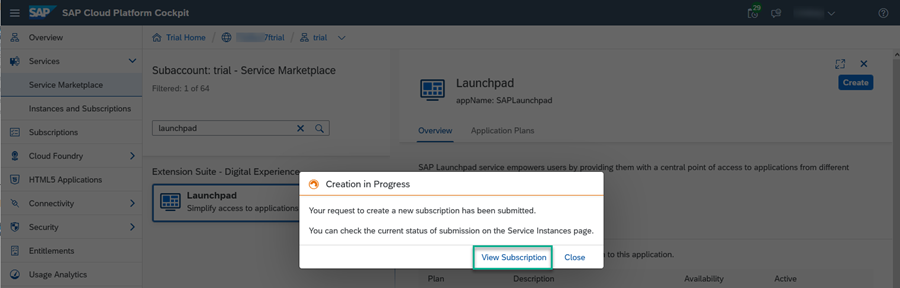 SAP SAP Cloud Platform Cockpit 29
Overview
Services
Service Marketplace
Instances and Subscriptions
Subscriptions
Cloud Foundry
HTML5 Applications
Connectivity
Security
Entitlements
Usage Analytics
Trial Home / 7ftrial / trial
Subaccount: trial - Service Marketplace
Filtered: 1 of 64
launchpad
Extension Suite - Digital Experience
Launchpad
Simplify access to applications
Launchpad
appName: SAPLaunchpad
Create
Overview Application Plans
SAP Launchpad service empowers users by providing them with a central point of access to applications from different
Creation in Progress
Your request to create a new subscription has been submitted.
You can check the current status of submission on the Service Instances page.
View Subscription Close
to this application.
Plan Description Availability Active